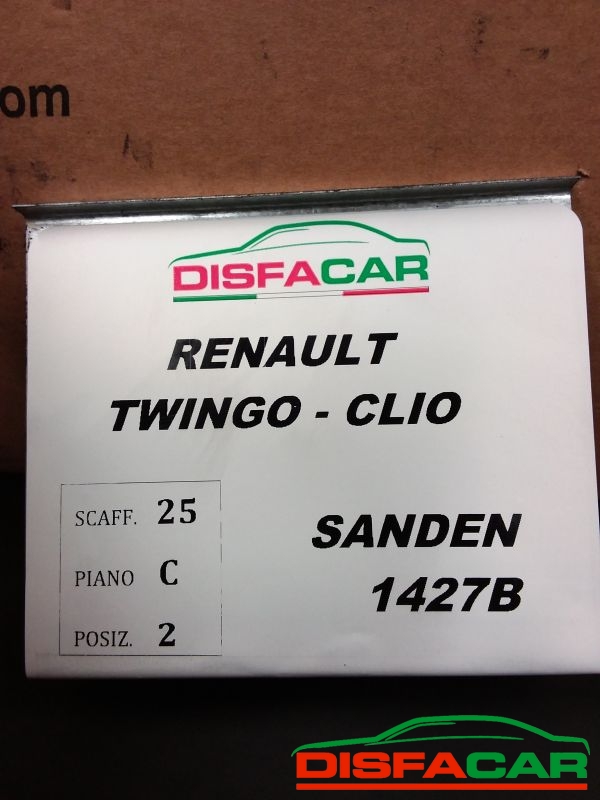 om
DISFACAR
RENAULT
TWINGO - CLIO
SCAFF. 25
PIANO C
POSIZ. 2
SANDEN
1427B
DISFACAR